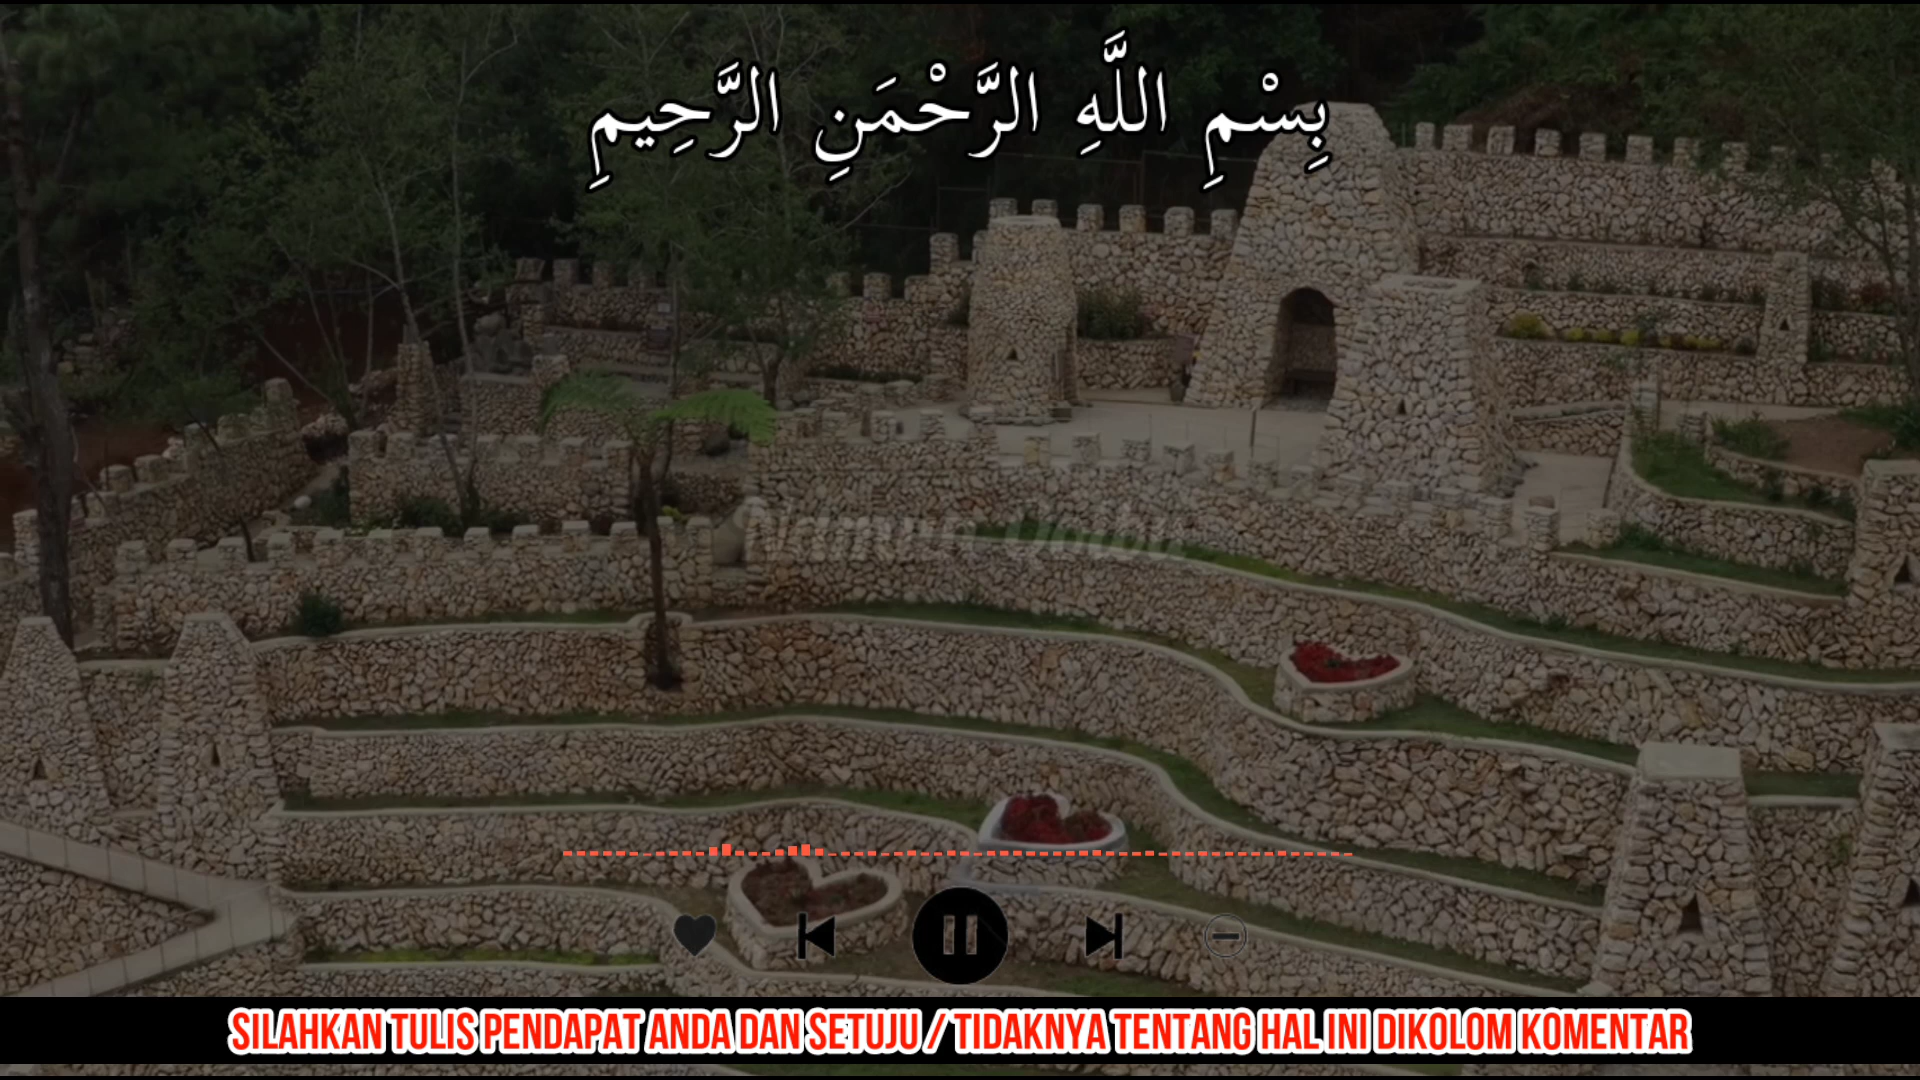 بِسْمِ اللَّهِ الرَّحْمَنِ الرَّحِيمِ
SILAHKAN TULIS PENDAPAT ANDA DAN SETUJU / TIDAKNYA TENTANG HAL INI DIKOLOM KOMENTAR